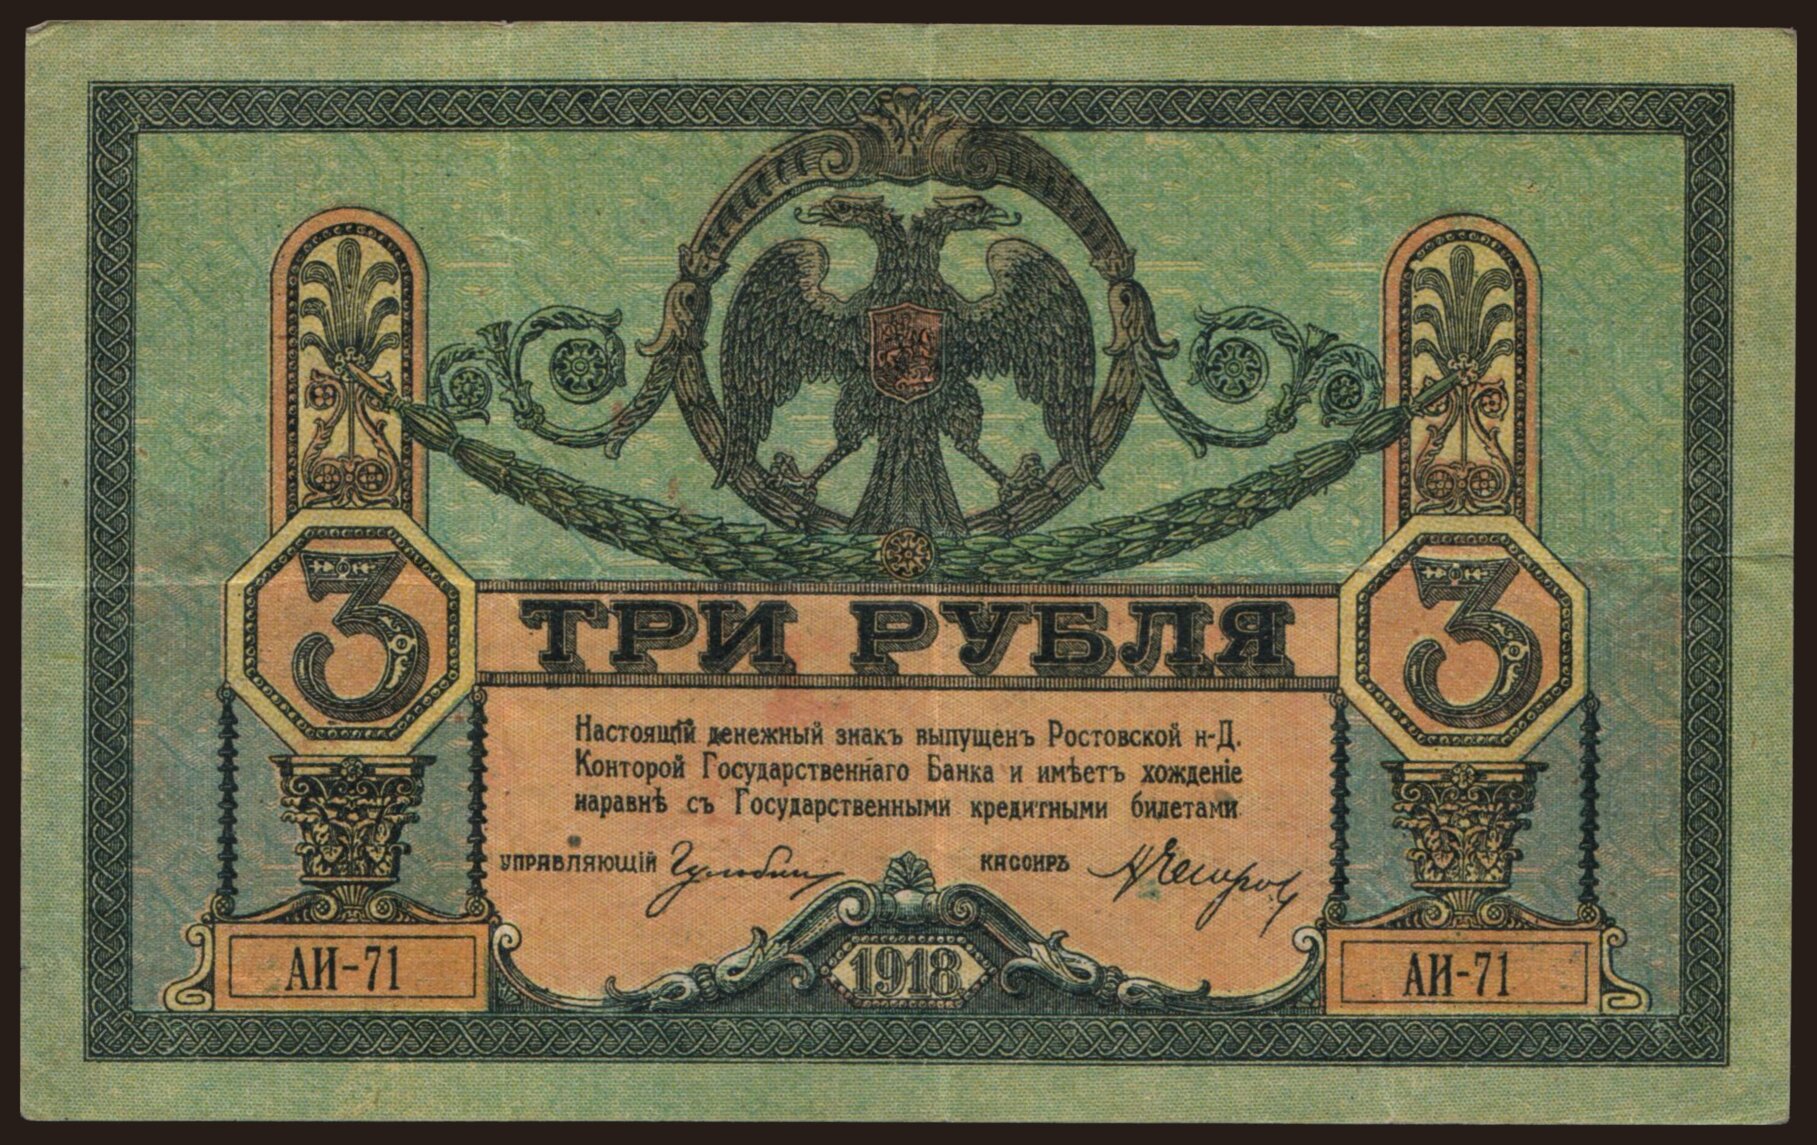 3 ТРИ РУБЛЯ 3
Настоящій денежный знакъ выпущенъ Ростовской н-Д.
Конторой Государственнаго Банка и имѣетъ хожденіе
наравнѣ съ Государственными кредитными билетами
УПРАВЛЯЮЩІЙ КАССИРЪ
АИ-71 1918 АИ-71